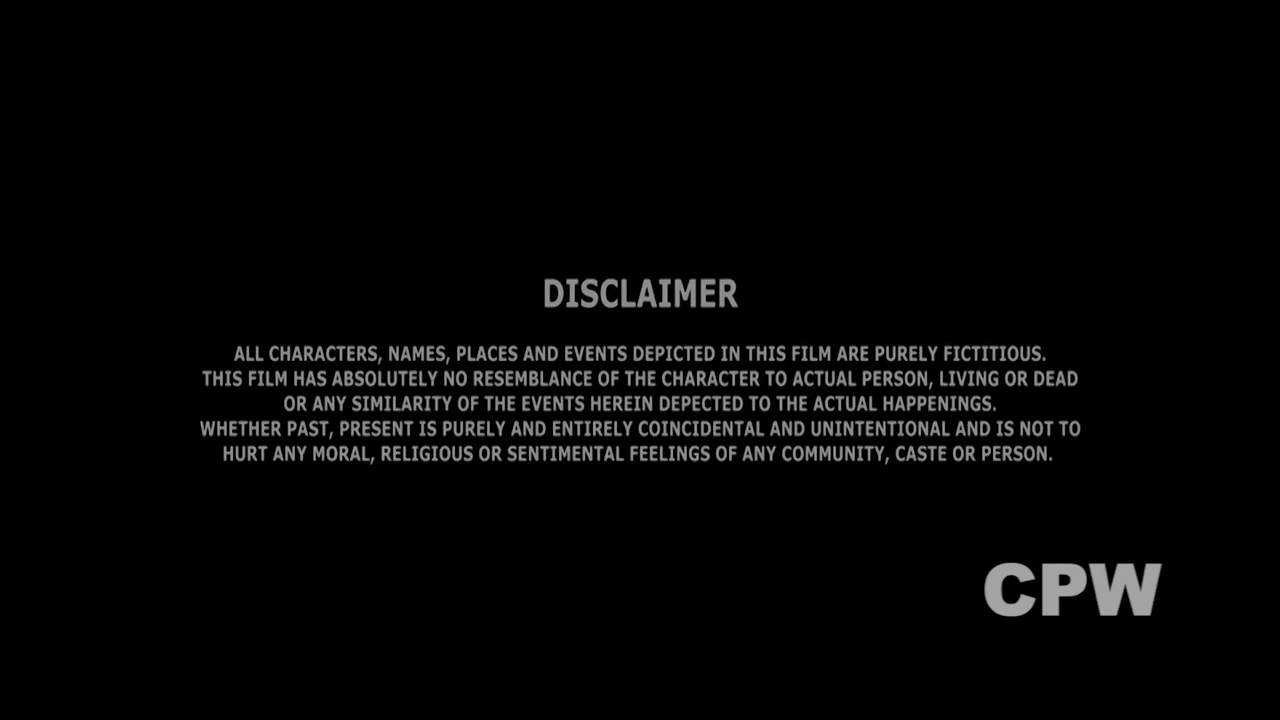 DISCLAIMER
ALL CHARACTERS, NAMES, PLACES AND EVENTS DEPICTED IN THIS FILM ARE PURELY FICTITIOUS.
THIS FILM HAS ABSOLUTELY NO RESEMBLANCE OF THE CHARACTER TO ACTUAL PERSON, LIVING OR DEAD
OR ANY SIMILARITY OF THE EVENTS HEREIN DEPECTED TO THE ACTUAL HAPPENINGS.
WHETHER PAST, PRESENT IS PURELY AND ENTIRELY COINCIDENTAL AND UNINTENTIONAL AND IS NOT TO
HURT ANY MORAL, RELIGIOUS OR SENTIMENTAL FEELINGS OF ANY COMMUNITY, CASTE OR PERSON.
CPW